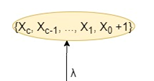 {X_c, X_{c-1}, ..., X_1, X_0 +1}
λ